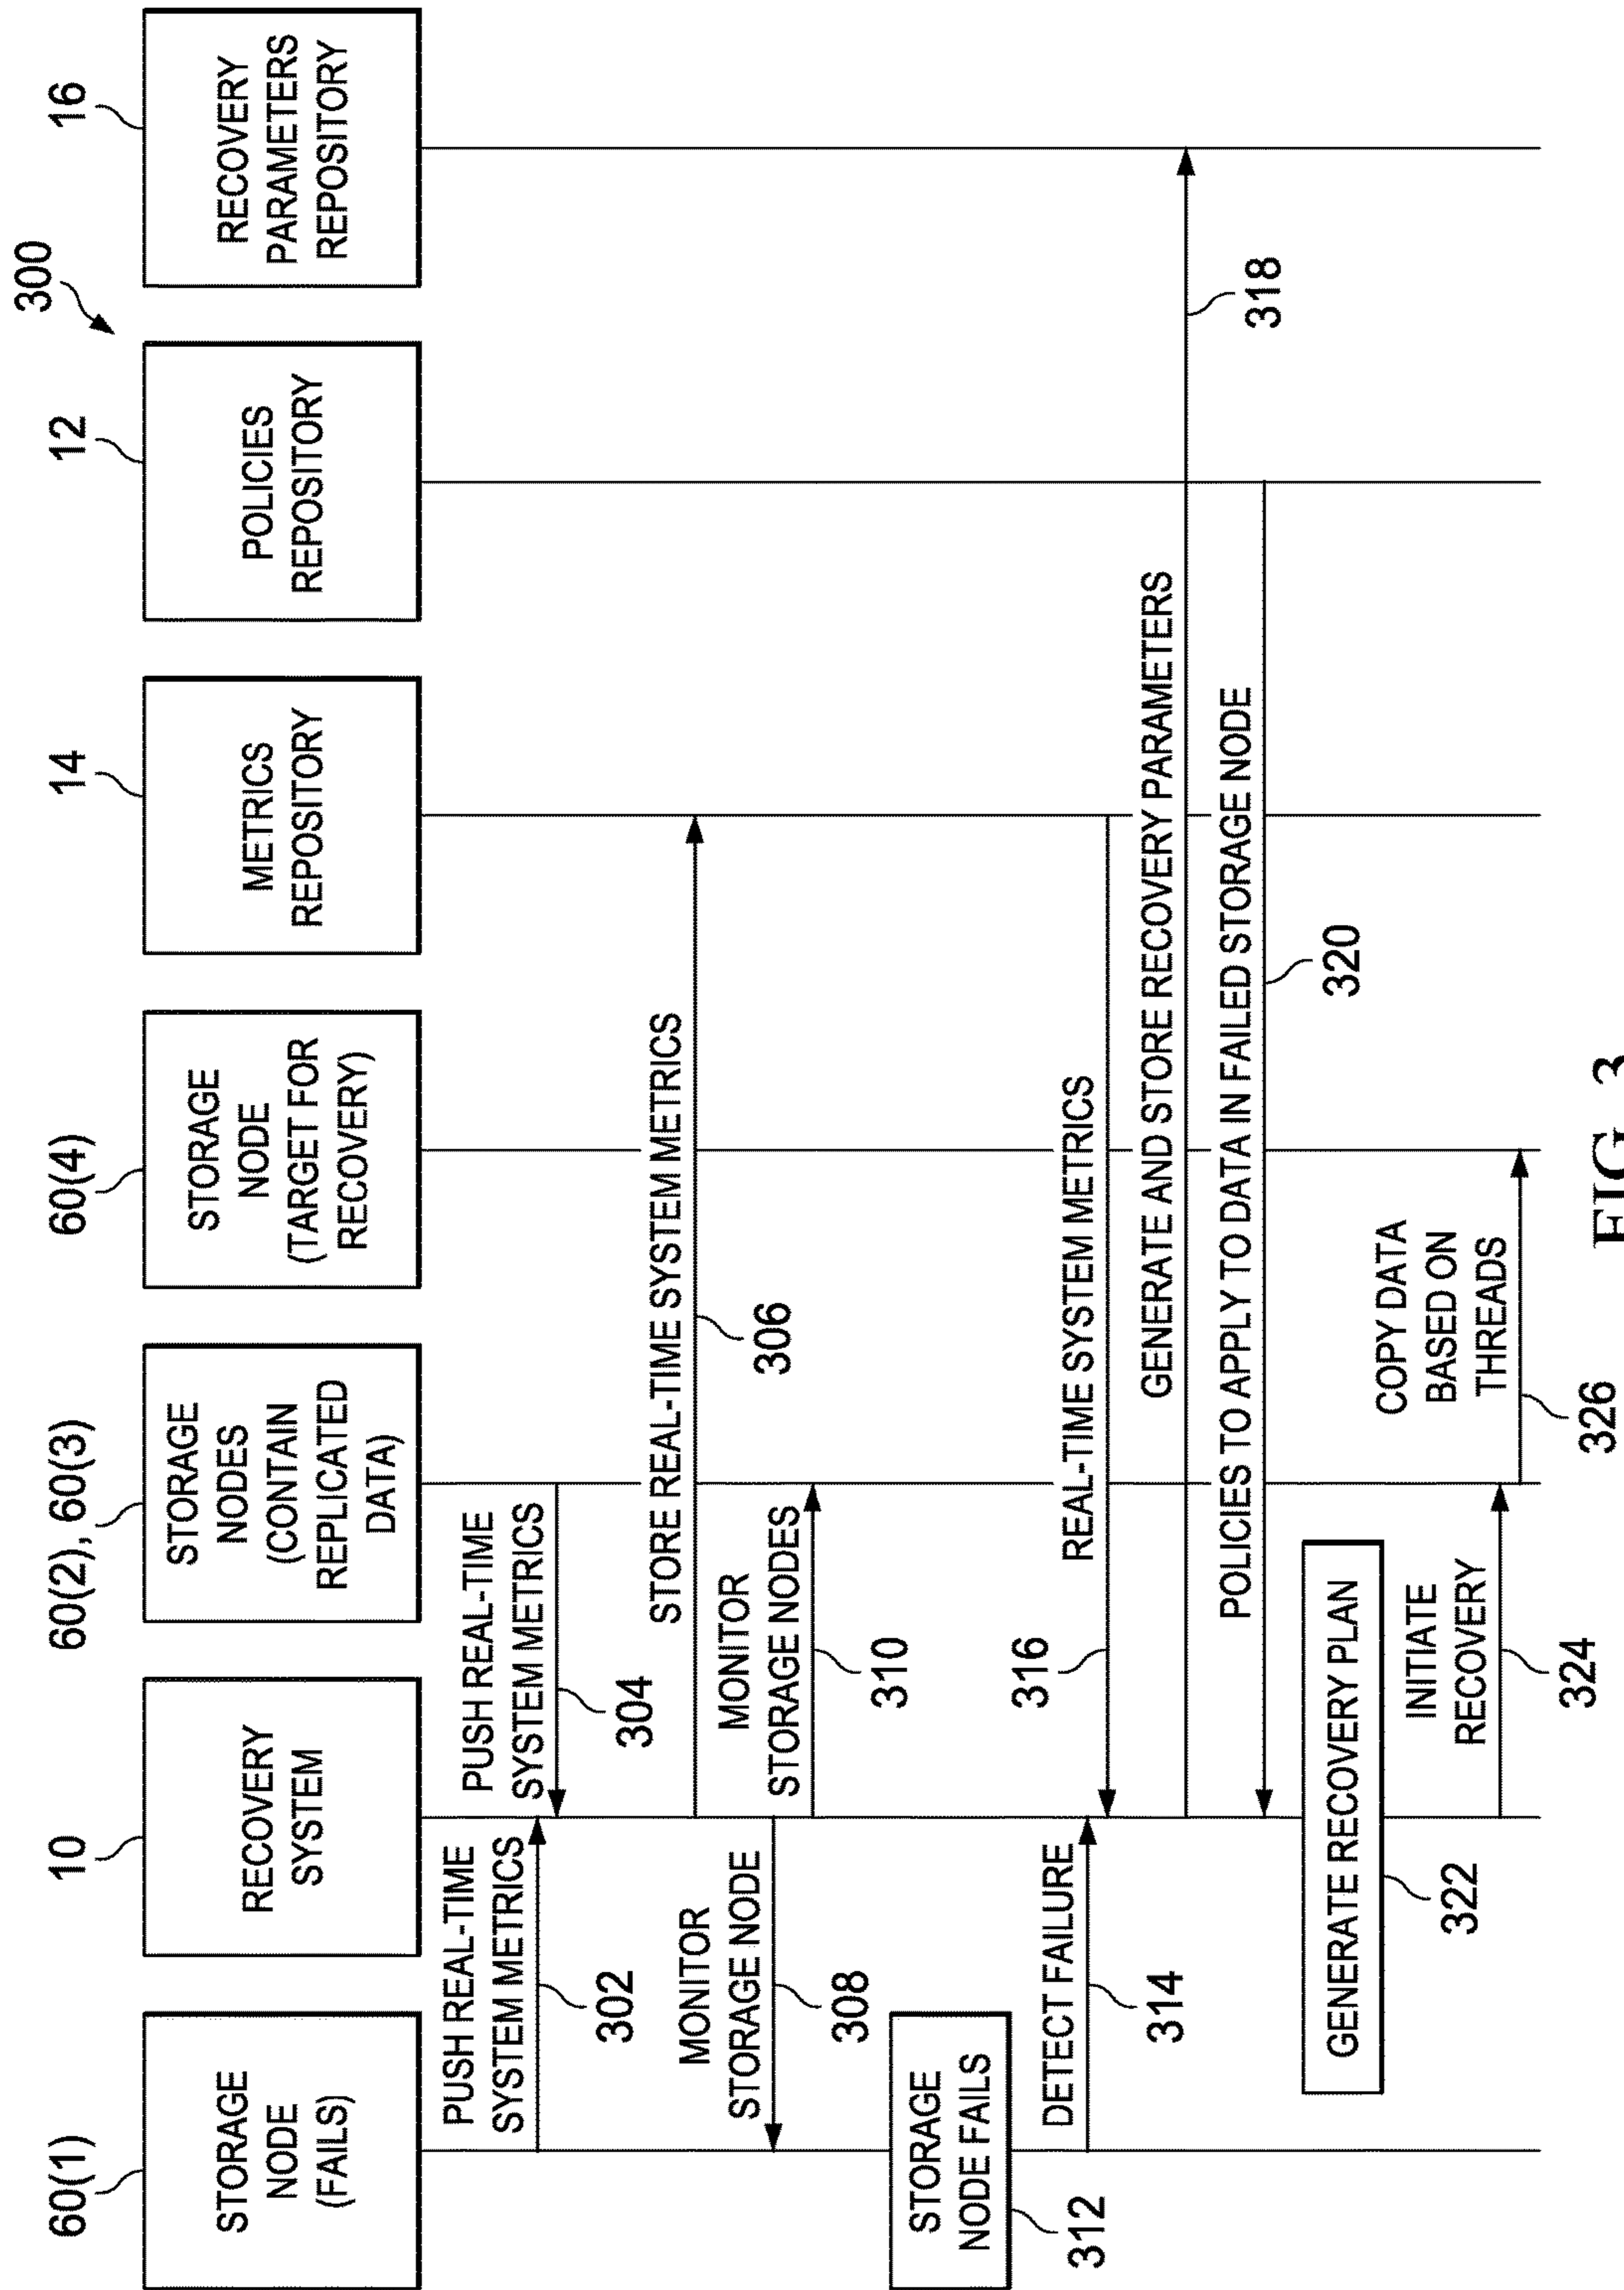 300
60(1)
STORAGE
NODE
(FAILS)
10
RECOVERY
SYSTEM
60(2), 60(3)
STORAGE
NODES
(CONTAIN
REPLICATED
DATA)
60(4)
STORAGE
NODE
(TARGET FOR
RECOVERY)
14
METRICS
REPOSITORY
12
POLICIES
REPOSITORY
16
RECOVERY
PARAMETERS
REPOSITORY
PUSH REAL-TIME
SYSTEM METRICS
302
PUSH REAL-TIME
SYSTEM METRICS
304
STORE REAL-TIME SYSTEM METRICS
306
MONITOR
STORAGE NODE
308
MONITOR
STORAGE NODES
310
STORAGE
NODE FAILS
312
DETECT FAILURE
314
REAL-TIME SYSTEM METRICS
316
GENERATE AND STORE RECOVERY PARAMETERS
318
POLICIES TO APPLY TO DATA IN FAILED STORAGE NODE
320
GENERATE RECOVERY PLAN
322
INITIATE
RECOVERY
324
COPY DATA
BASED ON
THREADS
326
FIG. 3